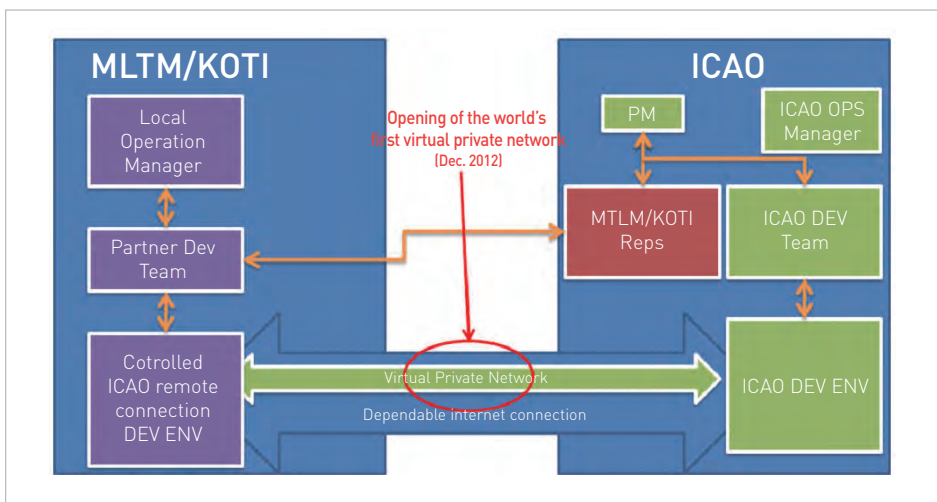 MLTM/KOTI
Local
Operation
Manager
Partner Dev
Team
Cotrolled
ICAO remote
connection
DEV ENV
Opening of the world's
first virtual private network
(Dec. 2012)
Virtual Private Network
Dependable internet connection
ICAO
PM
ICAO OPS
Manager
MTLM/KOTI
Reps
ICAO DEV
Team
ICAO DEV ENV